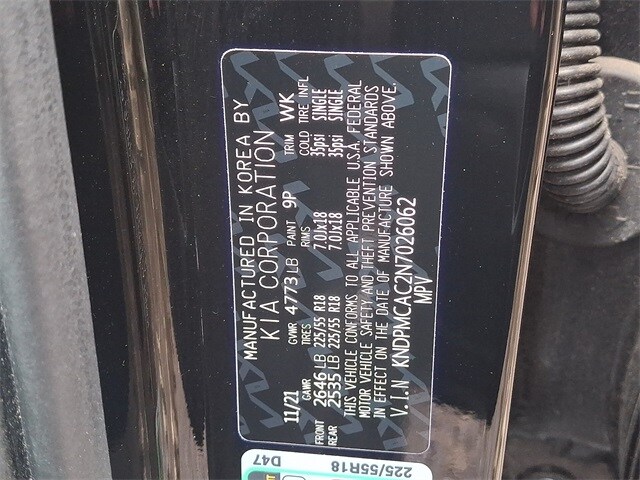 MANUFACTURED IN KOREA BY
KIA CORPORATION
11/21 GVWR 4773 LB PAINT 9P TRIM WK
GAWR RIMS COLD TIRE INFL
FRONT 2646 LB 225/55 R18 7.0Jx18 35psi SINGLE
REAR 2535 LB 225/55 R18 7.0Jx18 35psi SINGLE
THIS VEHICLE CONFORMS TO ALL APPLICABLE U.S.A. FEDERAL
MOTOR VEHICLE SAFETY AND THEFT PREVENTION STANDARDS
IN EFFECT ON THE DATE OF MANUFACTURE SHOWN ABOVE.
V.I.N KNDPMCAC2N7026062
MPV
D47
225/55R18